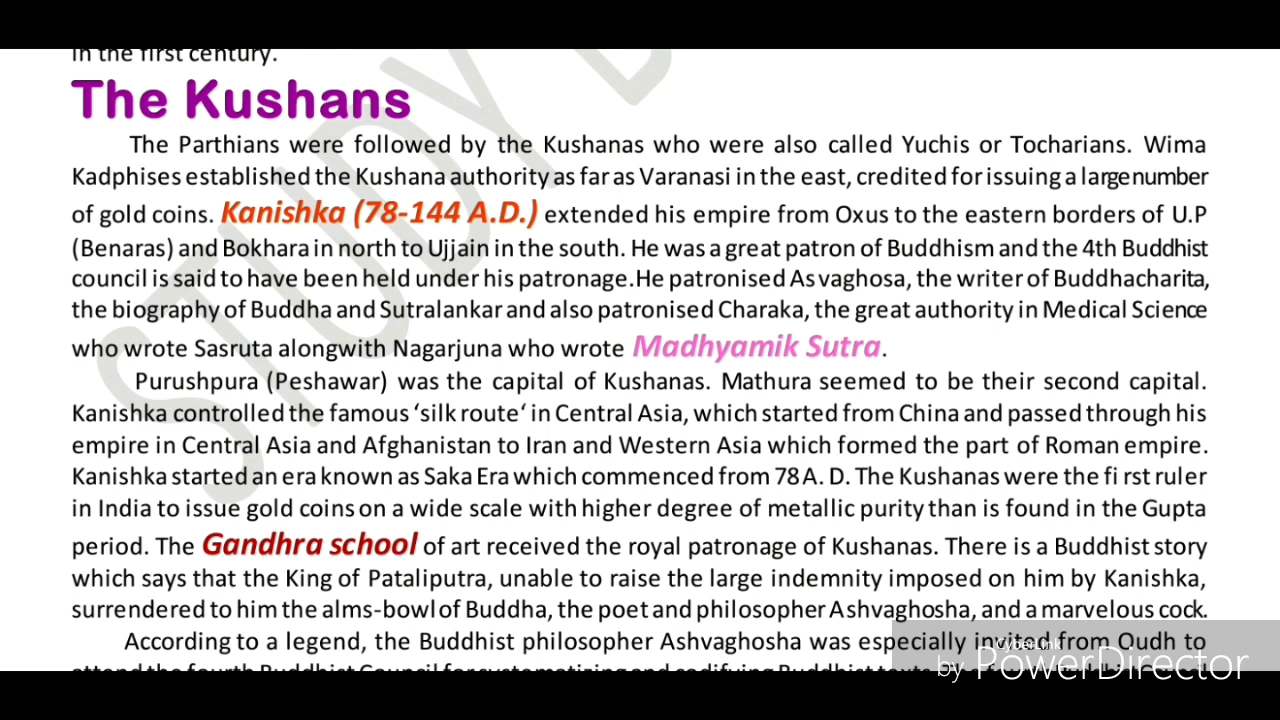 in the first century.
The Kushans
The Parthians were followed by the Kushanas who were also called Yuchis or Tocharians. Wima
Kadphises established the Kushana authority as far as Varanasi in the east, credited for issuing a large number
of gold coins. Kanishka (78-144 A.D.) extended his empire from Oxus to the eastern borders of U.P
(Benaras) and Bokhara in north to Ujjain in the south. He was a great patron of Buddhism and the 4th Buddhist
council is said to have been held under his patronage.He patronised Asvaghosa, the writer of Buddhacharita,
the biography of Buddha and Sutralankar and also patronised Charaka, the great authority in Medical Science
who wrote Sasruta alongwith Nagarjuna who wrote Madhyamik Sutra.
Purushpura (Peshawar) was the capital of Kushanas. Mathura seemed to be their second capital.
Kanishka controlled the famous ‘silk route‘ in Central Asia, which started from China and passed through his
empire in Central Asia and Afghanistan to Iran and Western Asia which formed the part of Roman empire.
Kanishka started an era known as Saka Era which commenced from 78 A. D. The Kushanas were the fi rst ruler
in India to issue gold coins on a wide scale with higher degree of metallic purity than is found in the Gupta
period. The Gandhra school of art received the royal patronage of Kushanas. There is a Buddhist story
which says that the King of Pataliputra, unable to raise the large indemnity imposed on him by Kanishka,
surrendered to him the alms-bowl of Buddha, the poet and philosopher Ashvaghosha, and a marvelous cock.
According to a legend, the Buddhist philosopher Ashvaghosha was especially invited from Oudh to
attend the fourth Buddhist Council for systematizing and codifying Buddhist
STUDY
CyberLink
by PowerDirector